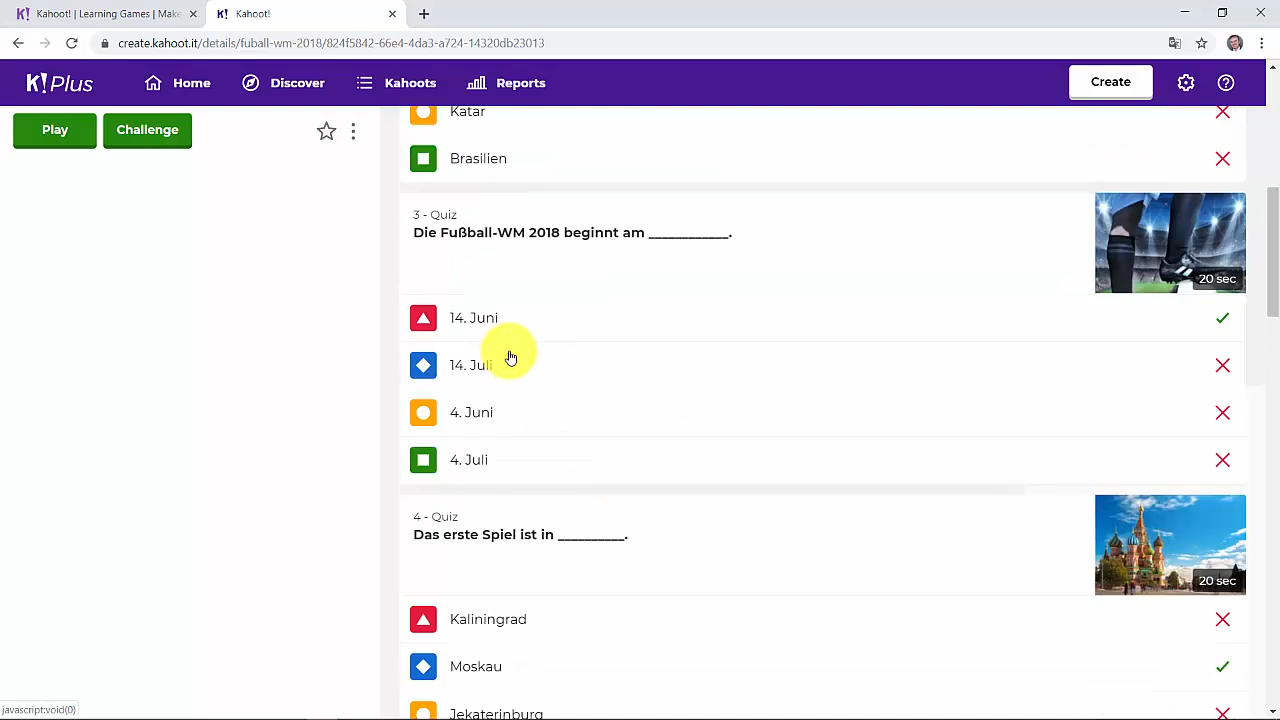 Kahoot! | Learning Games | Make
Kahoot!
create.kahoot.it/details/fuball-wm-2018/824f5842-66e4-4da3-a724-14320db23013
K! Plus
Home
Discover
Kahoots
Reports
Create
Play
Challenge
Katar
Brasilien
3 - Quiz
Die Fußball-WM 2018 beginnt am ____________.
20 sec
14. Juni
14. Juli
4. Juni
4. Juli
4 - Quiz
Das erste Spiel ist in __________.
20 sec
Kaliningrad
Moskau
Jekaterinburg
javascript:void(0)